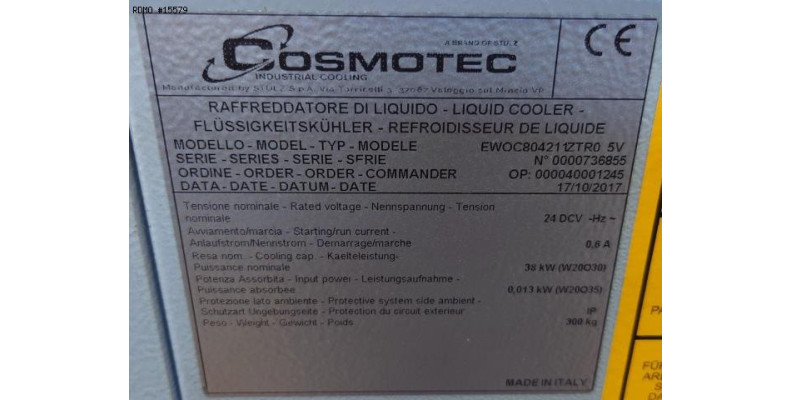 ROMO #15579
A BRAND OF STULZ
COSMOTEC
INDUSTRIAL COOLING
Manufactured by STULZ S.p.A. Via Torricelli 3 37067 Valeggio sul Mincio VR
CE
RAFFREDDATORE DI LIQUIDO - LIQUID COOLER -
FLÜSSIGKEITSKÜHLER - REFROIDISSEUR DE LIQUIDE
MODELLO - MODEL - TYP - MODELE EWOC804211ZTR0 5V
SERIE - SERIES - SERIE - SERIE N° 0000736855
ORDINE - ORDER - ORDER - COMMANDER OP: 000040001245
DATA - DATE - DATUM - DATE 17/10/2017
Tensione nominale - Rated voltage - Nennspannung - Tension
nominale 24 DCV -Hz ~
Avviamento/marcia - Starting/run current -
Anlaufstrom/Nennstrom - Demarrage/marche 0,6 A
Resa nom. - Cooling cap. - Kaelteleistung-
Puissance nominale 38 kW (W20O30)
Potenza Assorbita - Input power - Leistungsaufnahme -
Puissance absorbee 0,013 kW (W20O35)
Protezione lato ambiente - Protective system side ambient -
Schutzart Ungebungseite - Protection du circuit exterieur IP
Peso - Weight - Gewicht - Poids 300 kg
MADE IN ITALY
PA
FÜ
AR
S
DA